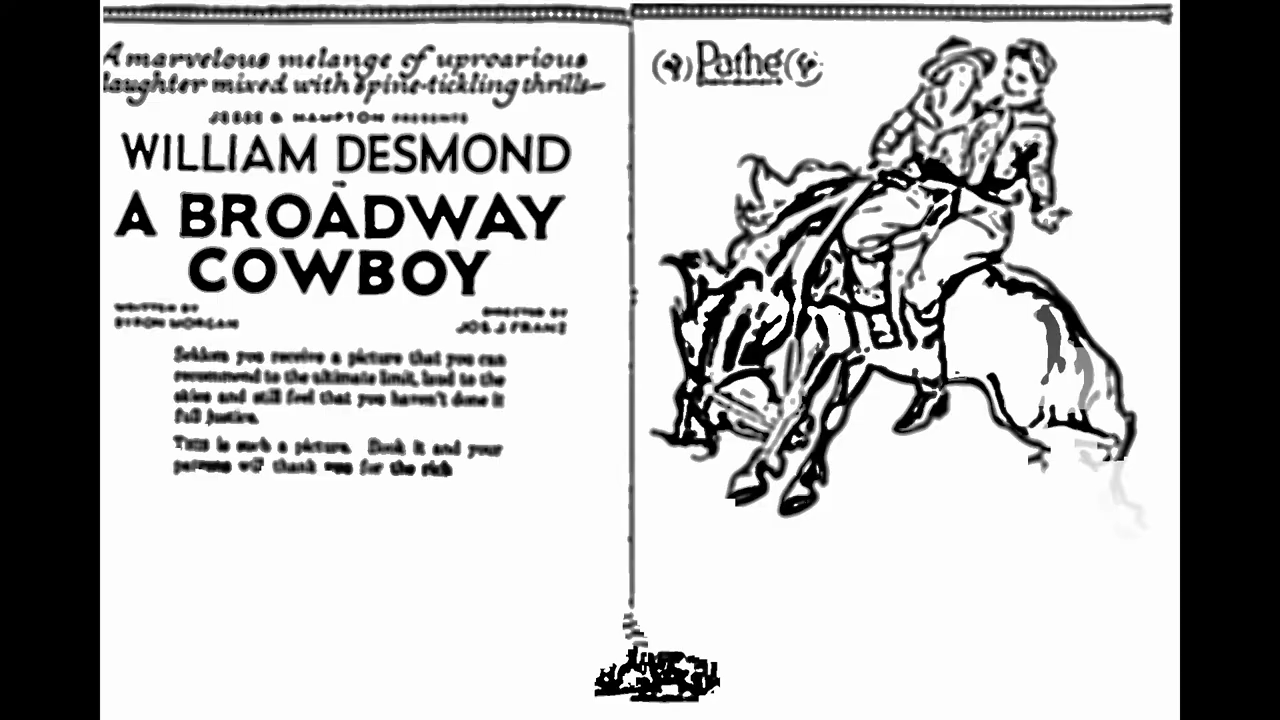 A marvelous melange of uproarious
laughter mixed with spine-tickling thrills
JESSE D. HAMPTON PRESENTS
WILLIAM DESMOND
A BROADWAY
COWBOY
WRITTEN BY
BYRON MORGAN
DIRECTED BY
JOS. J. FRANZ
Seldom you receive a picture that you can
recommend to the ultimate limit, laud to the
skies and still feel that you haven't done it
full justice.
THIS is such a picture. Book it and your
patrons will thank you for the rich
Pathé